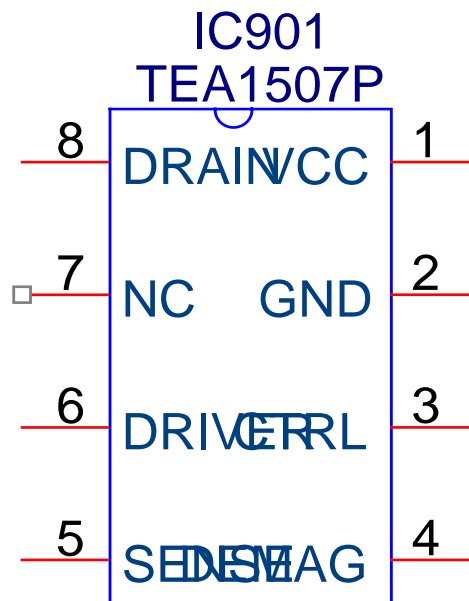 IC901
TEA1507P
8 DRAIN VCC 1
7 NC GND 2
6 DRIVER CTRL 3
5 SENSE DEMAG 4